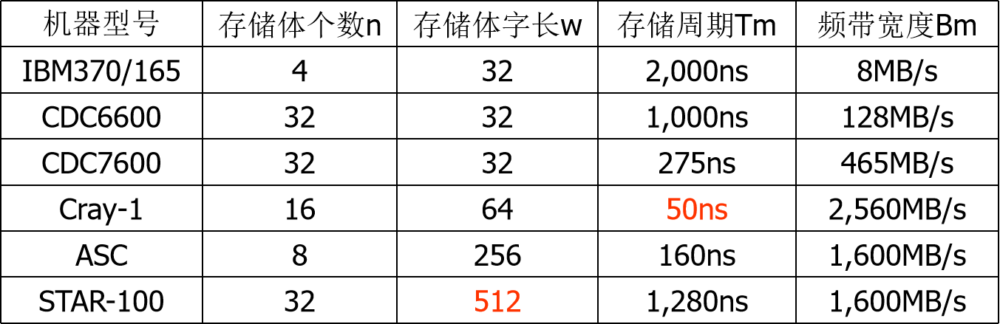 机器型号 存储体个数n 存储体字长w 存储周期Tm 频带宽度Bm
IBM370/165 4 32 2,000ns 8MB/s
CDC6600 32 32 1,000ns 128MB/s
CDC7600 32 32 275ns 465MB/s
Cray-1 16 64 50ns 2,560MB/s
ASC 8 256 160ns 1,600MB/s
STAR-100 32 512 1,280ns 1,600MB/s